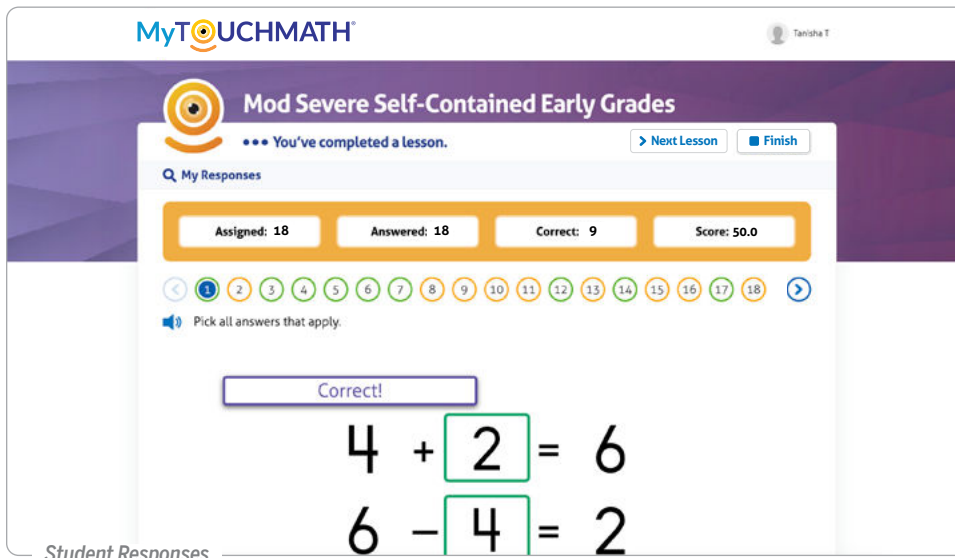 MyTOUCHMATH®
Tanisha T
Mod Severe Self-Contained Early Grades
••• You've completed a lesson.
Next Lesson
Finish
My Responses
Assigned: 18
Answered: 18
Correct: 9
Score: 50.0
1 2 3 4 5 6 7 8 9 10 11 12 13 14 15 16 17 18
Pick all answers that apply.
Correct!
4 + 2 = 6
6 − 4 = 2
Student Responses